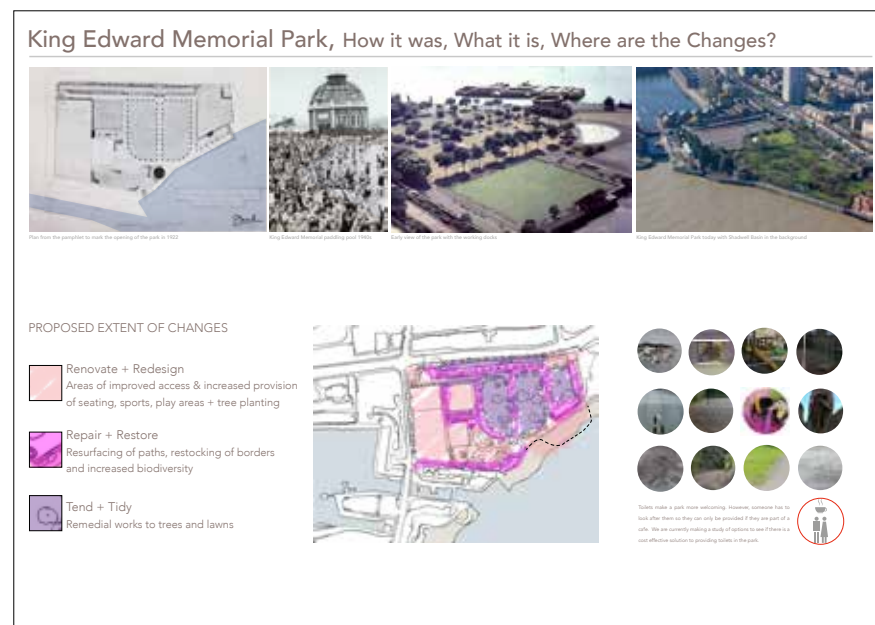 King Edward Memorial Park, How it was, What it is, Where are the Changes?
Plan from the pamphlet to mark the opening of the park in 1922
King Edward Memorial paddling pool 1930s
Early view of the park with the working docks
King Edward Memorial Park today with Shadwell Basin in the background
PROPOSED EXTENT OF CHANGES
Renovate + Redesign
Areas of improved access & increased provision
of seating, sports, play areas + tree planting
Repair + Restore
Resurfacing of paths, restocking of borders
and increased biodiversity
Tend + Tidy
Remedial works to trees and lawns
Toilets make a park more welcoming. However, someone has to
look after them so they can only be provided if they are part of a
cafe. We are currently making a study of options to see if there is a
cost effective solution to providing toilets in the park.